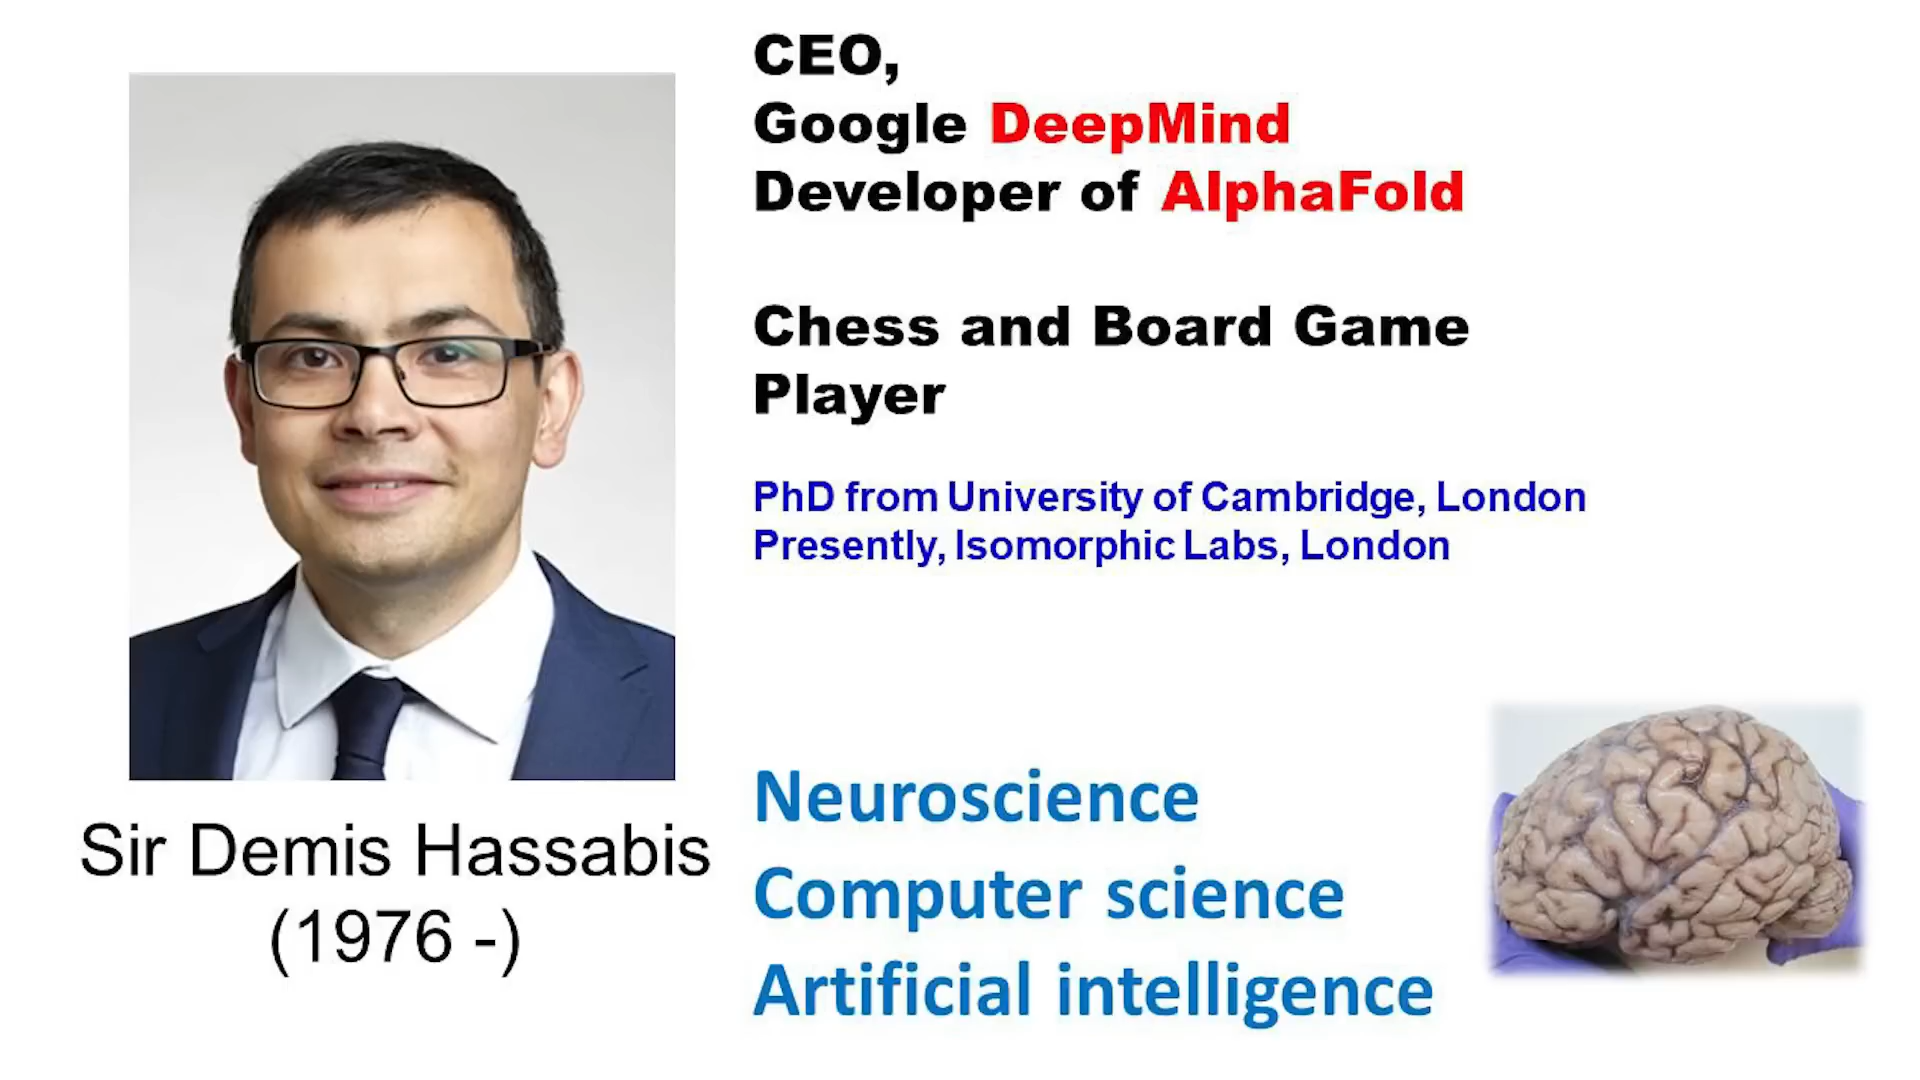 CEO,
Google DeepMind
Developer of AlphaFold
Chess and Board Game
Player
PhD from University of Cambridge, London
Presently, Isomorphic Labs, London
Sir Demis Hassabis
(1976 -)
Neuroscience
Computer science
Artificial intelligence